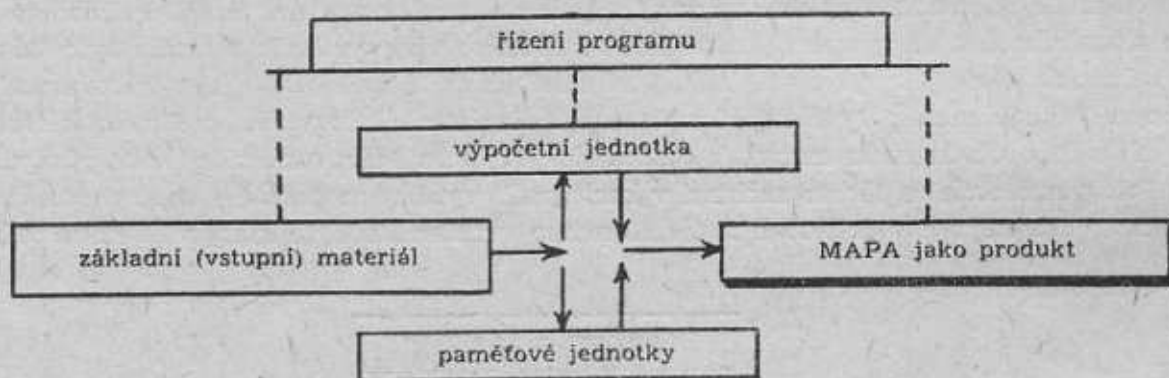 řízení programu
výpočetní jednotka
základní (vstupní) materiál
MAPA jako produkt
paměťové jednotky